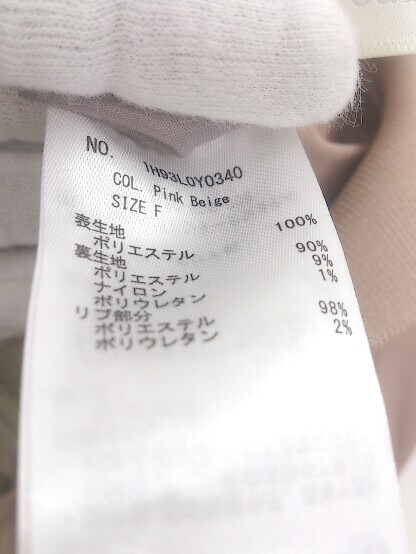 NO. 1H93L0Y0340
COL. Pink Beige
SIZE F
表生地
ポリエステル 100%
裏生地
ポリエステル 90%
ナイロン 9%
ポリウレタン 1%
リブ部分
ポリエステル 98%
ポリウレタン 2%